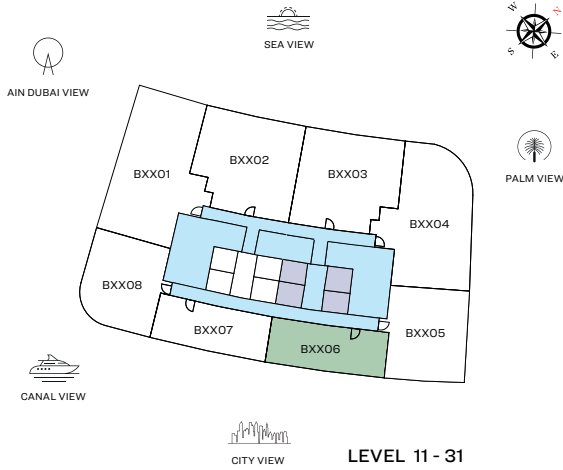 SEA VIEW
W
N
S
E
AIN DUBAI VIEW
PALM VIEW
BXX01
BXX02
BXX03
BXX04
BXX08
BXX07
BXX06
BXX05
CANAL VIEW
CITY VIEW
LEVEL 11 - 31